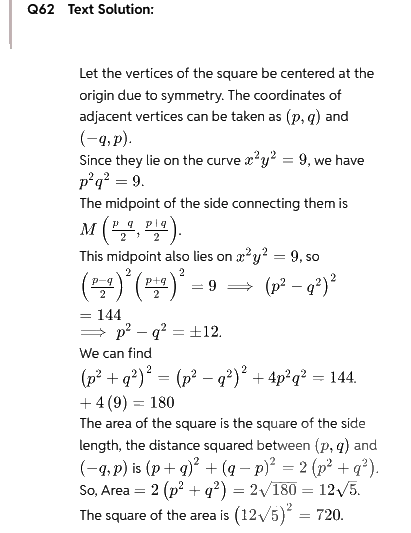 Q62 Text Solution:
Let the vertices of the square be centered at the
origin due to symmetry. The coordinates of
adjacent vertices can be taken as (p, q) and
(−q, p).
Since they lie on the curve x²y² = 9, we have
p²q² = 9.
The midpoint of the side connecting them is
M (p−q/2, p+q/2).
This midpoint also lies on x²y² = 9, so
(p−q/2)² (p+q/2)² = 9 ⟹ (p² − q²)²
= 144
⟹ p² − q² = ±12.
We can find
(p² + q²)² = (p² − q²)² + 4p²q² = 144.
+ 4 (9) = 180
The area of the square is the square of the side
length, the distance squared between (p, q) and
(−q, p) is (p + q)² + (q − p)² = 2 (p² + q²).
So, Area = 2 (p² + q²) = 2√180 = 12√5.
The square of the area is (12√5)² = 720.